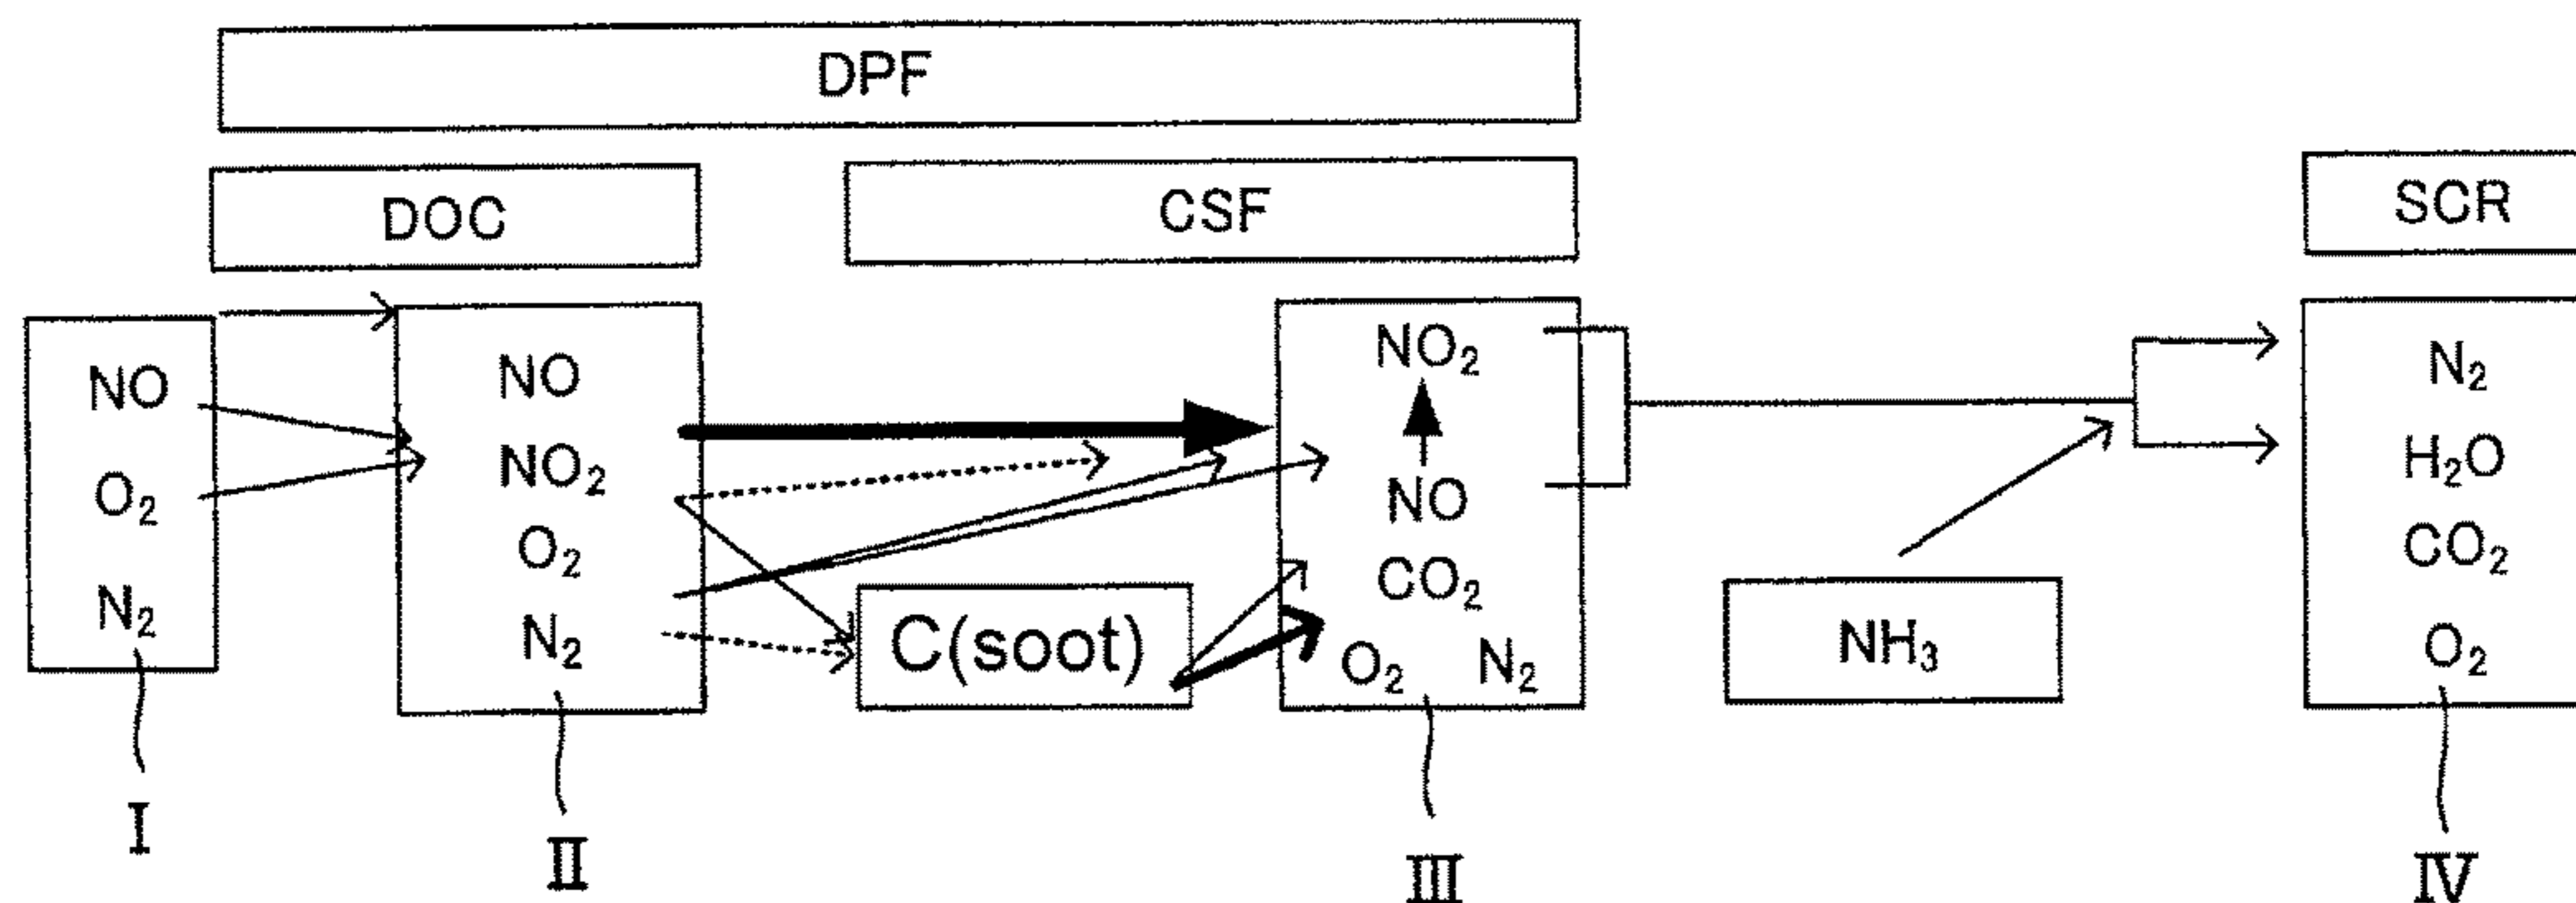 DPF
DOC
CSF
SCR
NO
O₂
N₂
NO
NO₂
O₂
N₂
C(soot)
NO₂
NO
CO₂
O₂ N₂
NH₃
N₂
H₂O
CO₂
O₂
I
II
III
IV